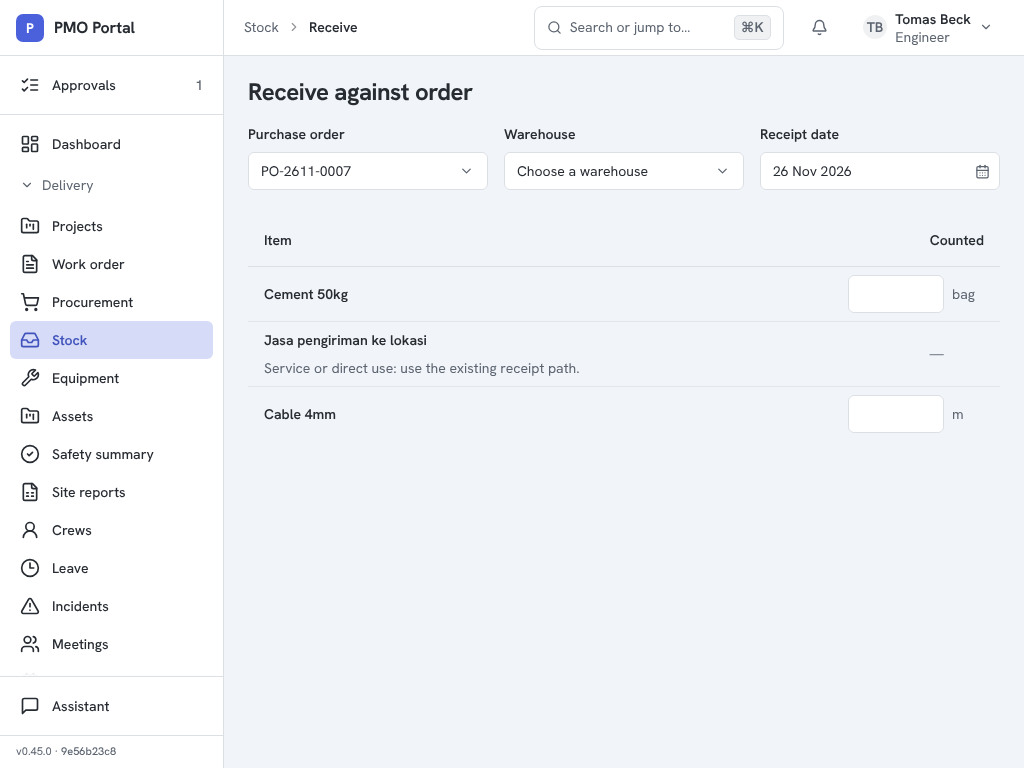 P PMO Portal
Stock > Receive
Search or jump to...
⌘K
TB
Tomas Beck
Engineer
Approvals 1
Dashboard
Delivery
Projects
Work order
Procurement
Stock
Equipment
Assets
Safety summary
Site reports
Crews
Leave
Incidents
Meetings
Assistant
v0.45.0 · 9e56b23c8
Receive against order
Purchase order Warehouse Receipt date
PO-2611-0007 Choose a warehouse 26 Nov 2026
Item Counted
Cement 50kg bag
Jasa pengiriman ke lokasi
Service or direct use: use the existing receipt path. —
Cable 4mm m